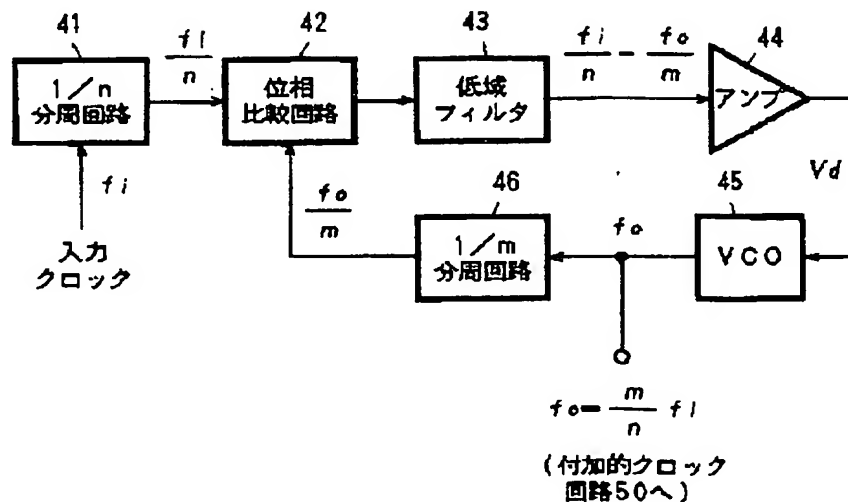 41
1/n
分周回路
fi
入力
クロック
fi
n
42
位相
比較回路
43
低域
フィルタ
fi
n
-
fo
m
44
アンプ
Vd
45
VCO
fo
46
1/m
分周回路
fo
m
fo=
m
n
fi
(付加的クロック
回路50へ)